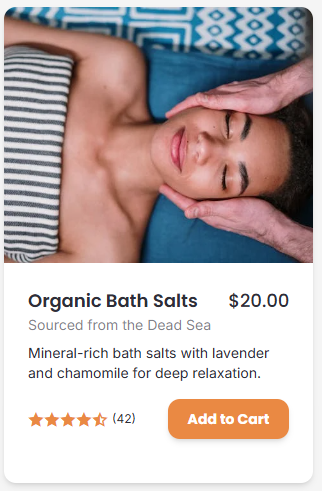 Organic Bath Salts $20.00
Sourced from the Dead Sea
Mineral-rich bath salts with lavender
and chamomile for deep relaxation.
(42) Add to Cart